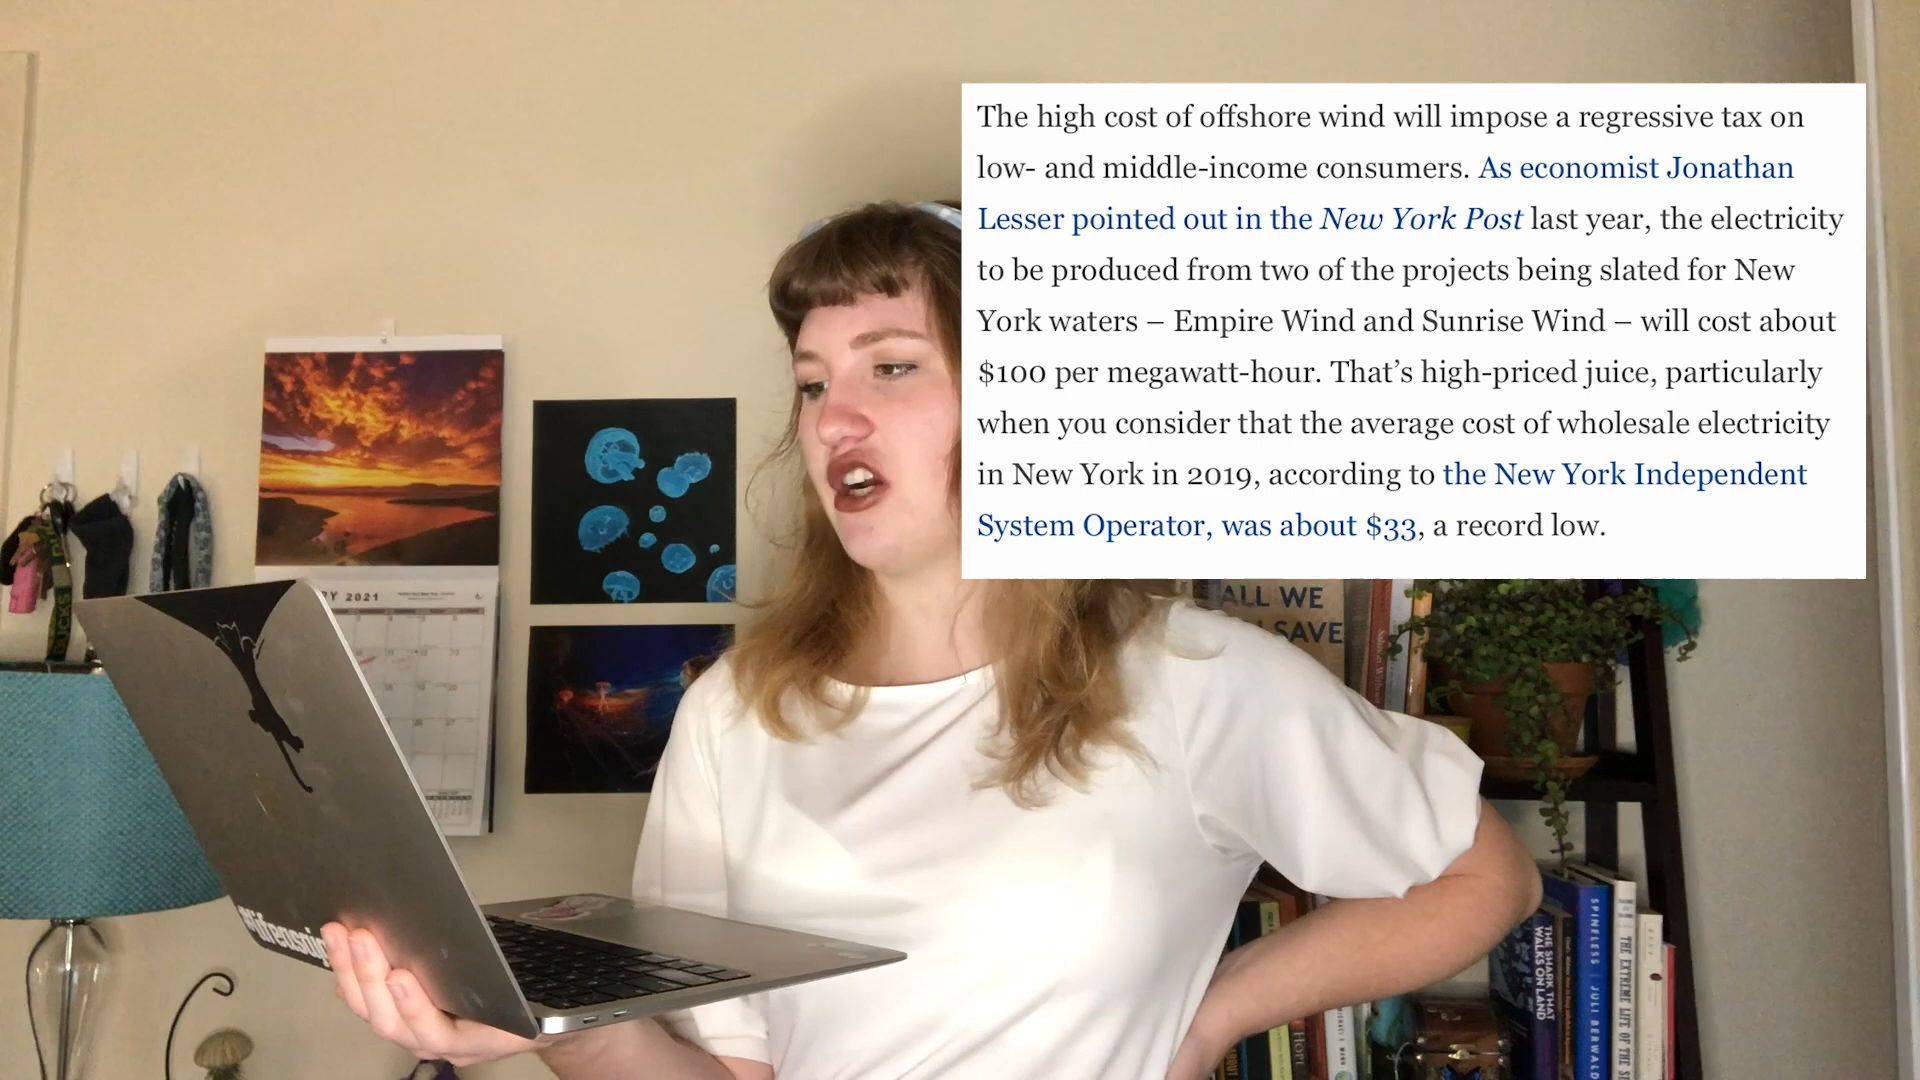 The high cost of offshore wind will impose a regressive tax on
low- and middle-income consumers. As economist Jonathan
Lesser pointed out in the New York Post last year, the electricity
to be produced from two of the projects being slated for New
York waters – Empire Wind and Sunrise Wind – will cost about
$100 per megawatt-hour. That's high-priced juice, particularly
when you consider that the average cost of wholesale electricity
in New York in 2019, according to the New York Independent
System Operator, was about $33, a record low.
ALL WE
SAVE
2021
THE SHARK THAT
WALKS ON LAND
SPINELESS | JULI BERWALD
THE EXTREME LIFE OF THE
HOPE